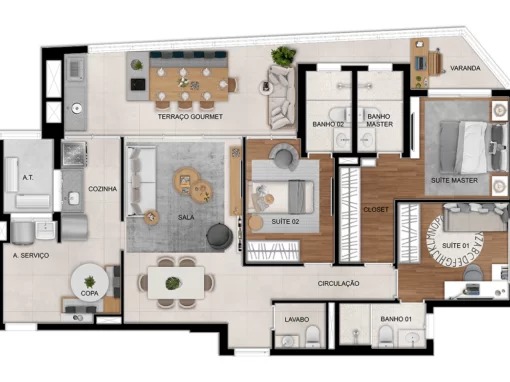 VARANDA
TERRAÇO GOURMET
BANHO 02
BANHO
MASTER
A.T.
COZINHA
SUÍTE MASTER
SALA
SUÍTE 02
CLOSET
SUÍTE 01
A. SERVIÇO
COPA
CIRCULAÇÃO
LAVABO
BANHO 01